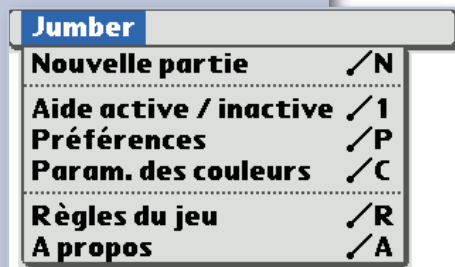 Jumber
Nouvelle partie /N
Aide active / inactive /1
Préférences /P
Param. des couleurs /C
Règles du jeu /R
A propos /A